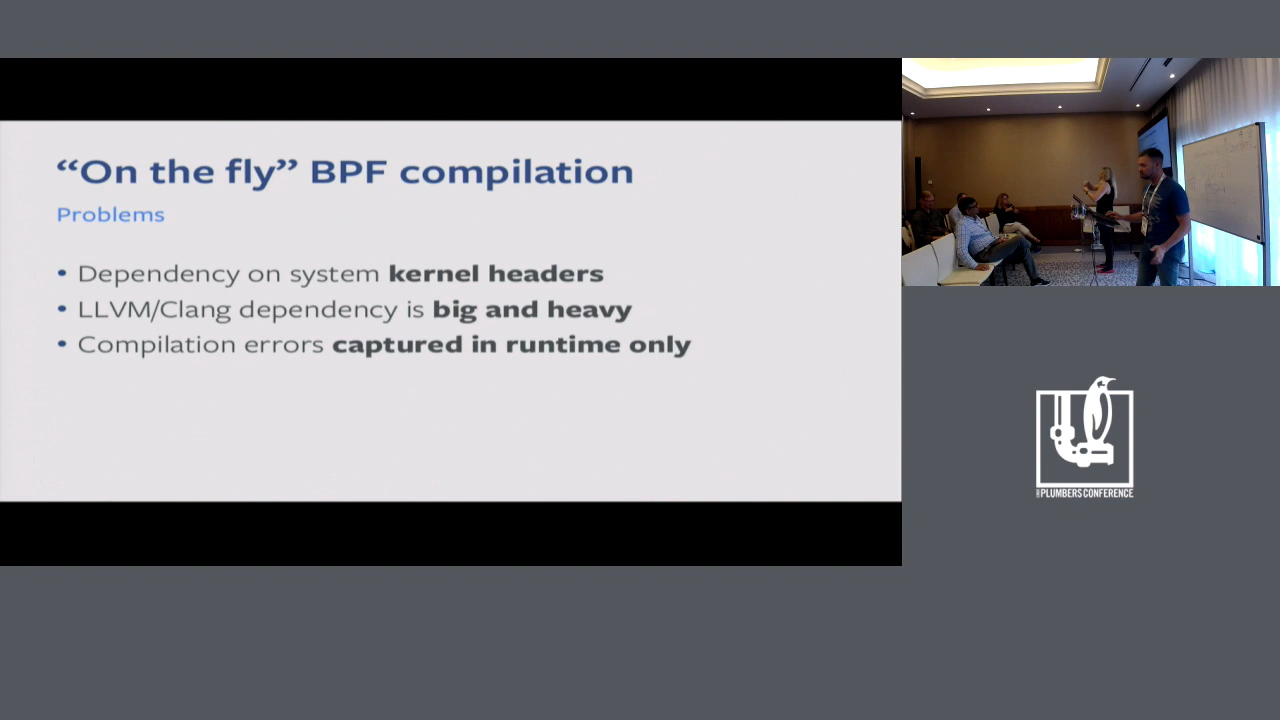 “On the fly” BPF compilation
Problems
• Dependency on system kernel headers
• LLVM/Clang dependency is big and heavy
• Compilation errors captured in runtime only
PLUMBERS CONFERENCE